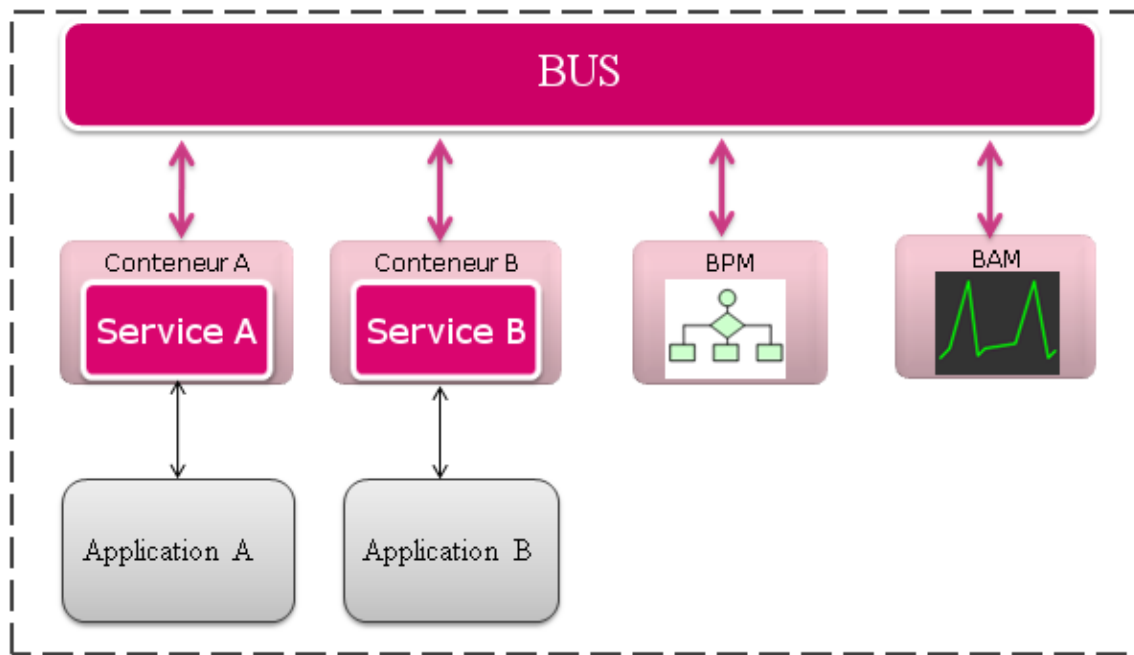 BUS
Conteneur A
Service A
Conteneur B
Service B
BPM
BAM
Application A
Application B